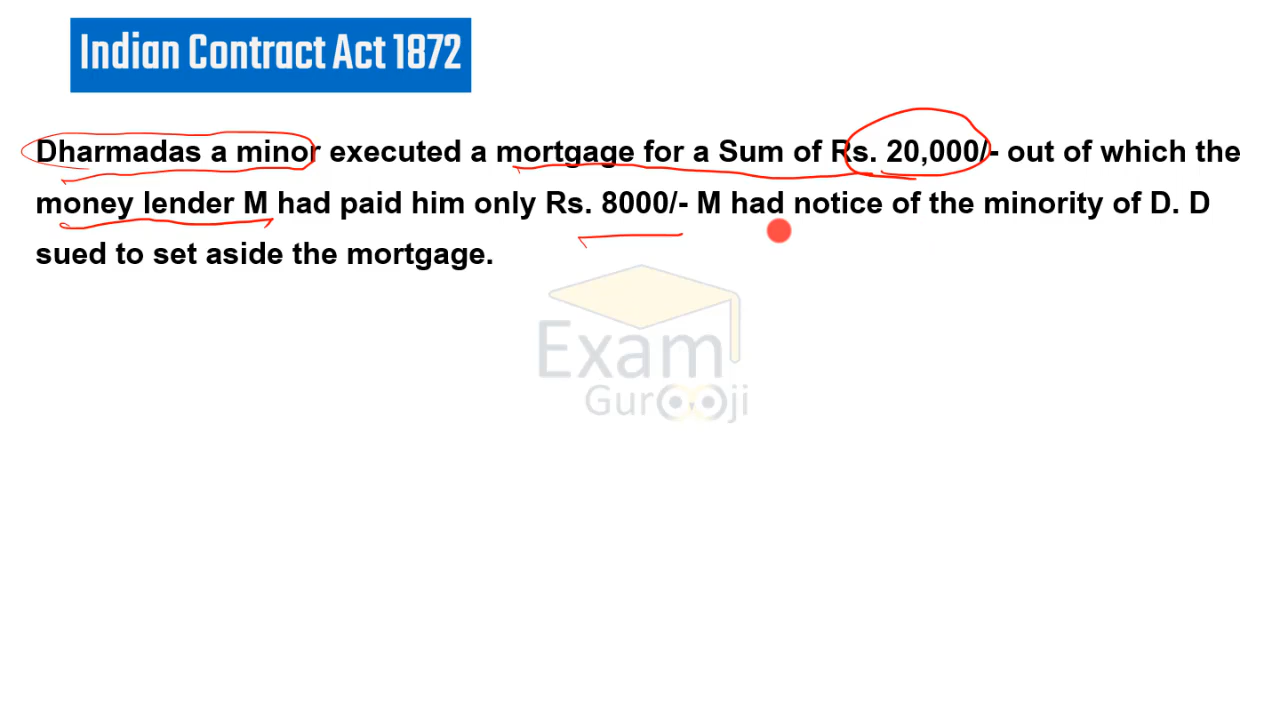 Indian Contract Act 1872
Dharmadas a minor executed a mortgage for a Sum of Rs. 20,000/- out of which the
money lender M had paid him only Rs. 8000/- M had notice of the minority of D. D
sued to set aside the mortgage.
Exam
Gurooji